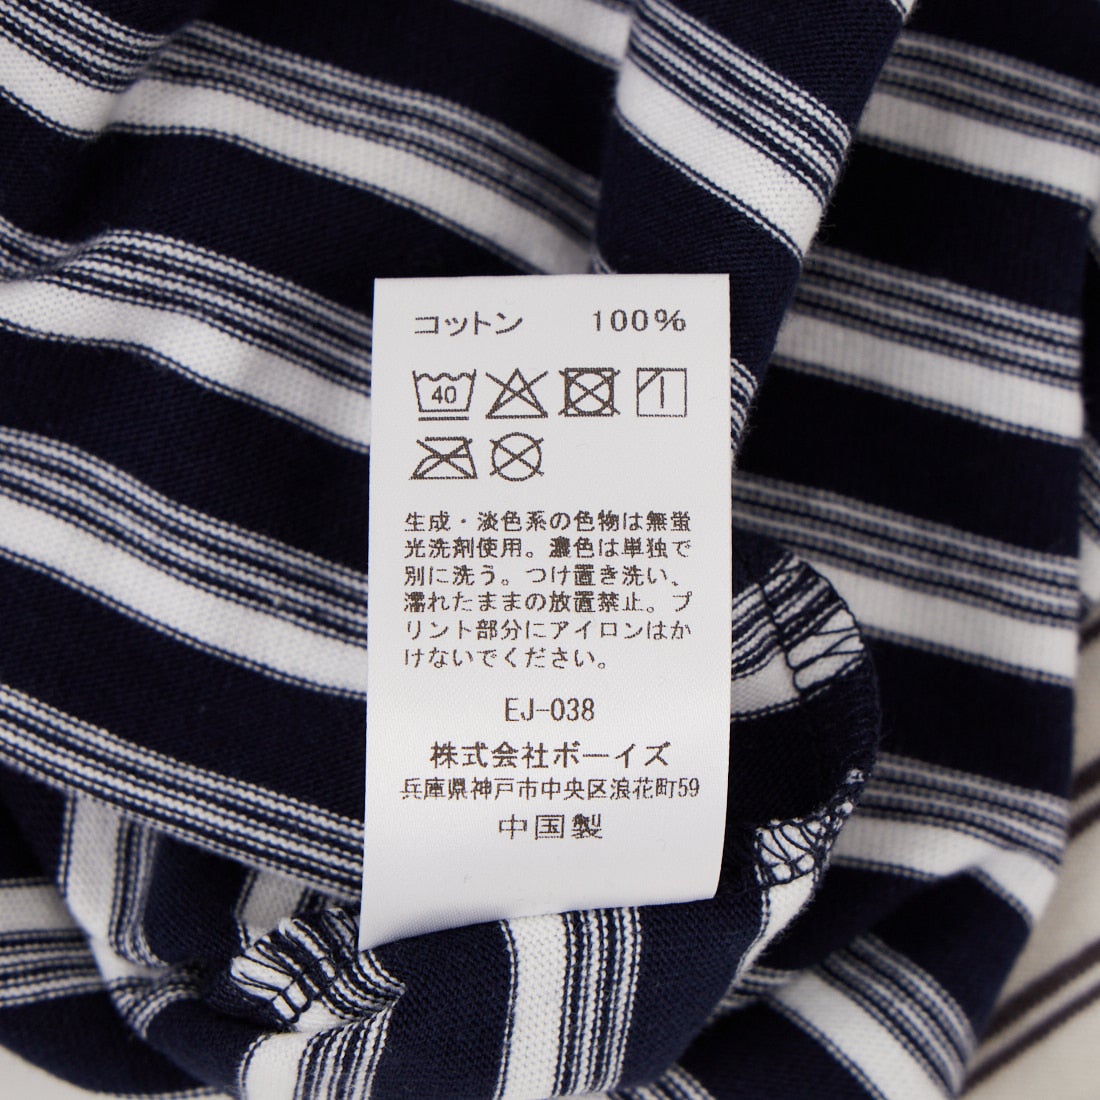 コットン 100%
40
生成・淡色系の色物は無蛍
光洗剤使用。濃色は単独で
別に洗う。つけ置き洗い、
濡れたままの放置禁止。プ
リント部分にアイロンはか
けないでください。
EJ-038
株式会社ボーイズ
兵庫県神戸市中央区浪花町59
中国製